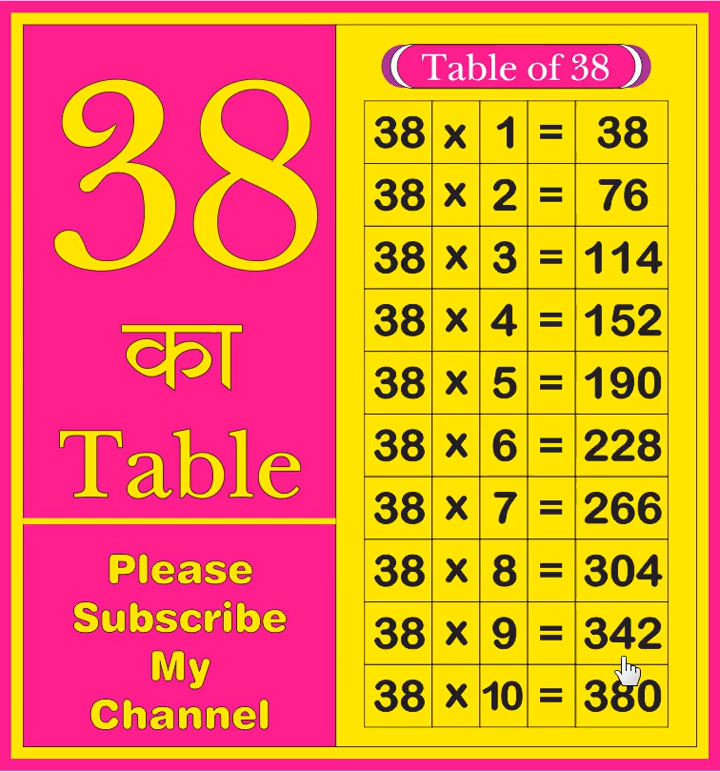 38
का
Table
Please
Subscribe
My
Channel
Table of 38
38 x 1 = 38
38 x 2 = 76
38 x 3 = 114
38 x 4 = 152
38 x 5 = 190
38 x 6 = 228
38 x 7 = 266
38 x 8 = 304
38 x 9 = 342
38 x 10 = 380